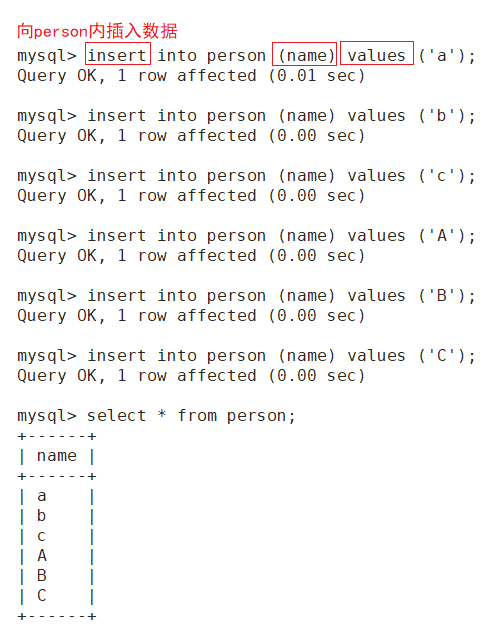 向person内插入数据
mysql> insert into person (name) values ('a');
Query OK, 1 row affected (0.01 sec)
mysql> insert into person (name) values ('b');
Query OK, 1 row affected (0.00 sec)
mysql> insert into person (name) values ('c');
Query OK, 1 row affected (0.00 sec)
mysql> insert into person (name) values ('A');
Query OK, 1 row affected (0.00 sec)
mysql> insert into person (name) values ('B');
Query OK, 1 row affected (0.00 sec)
mysql> insert into person (name) values ('C');
Query OK, 1 row affected (0.00 sec)
mysql> select * from person;
+------+
| name |
+------+
| a    |
| b    |
| c    |
| A    |
| B    |
| C    |
+------+